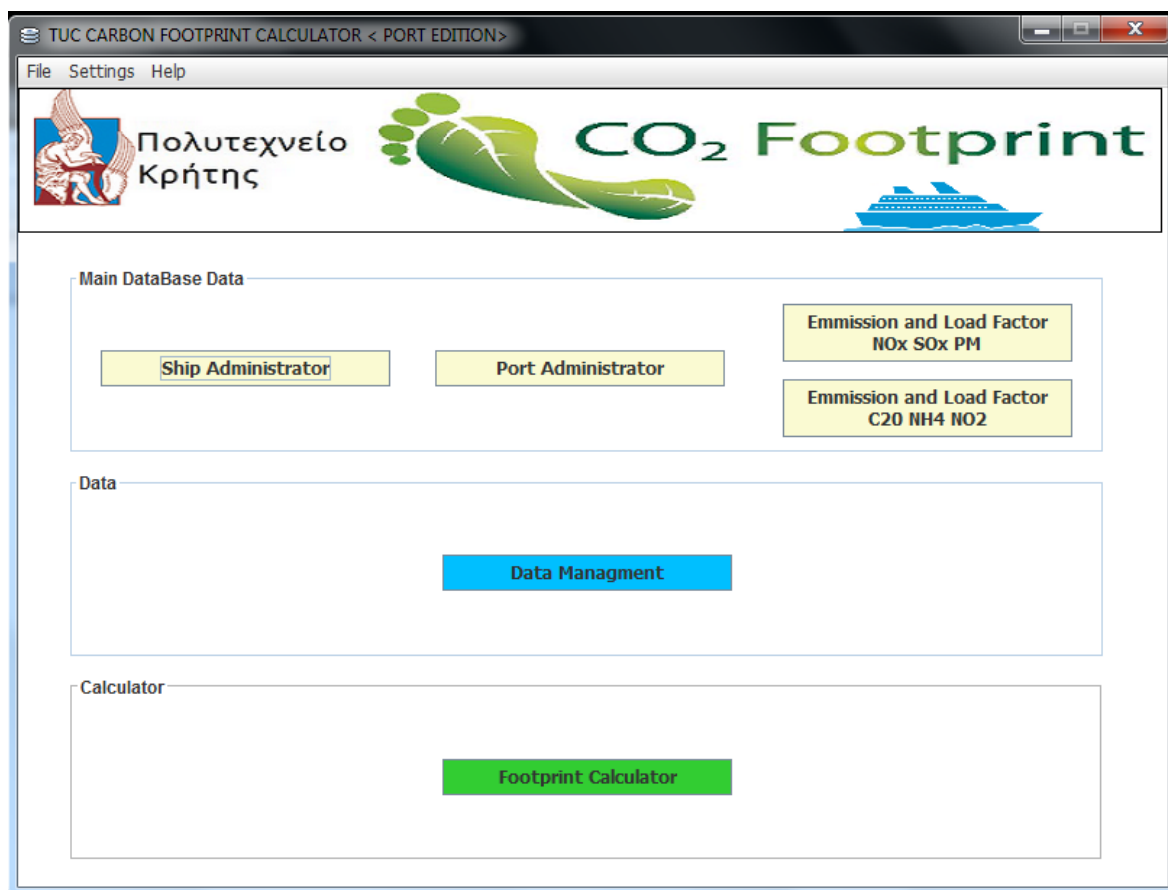 TUC CARBON FOOTPRINT CALCULATOR < PORT EDITION>
File Settings Help
Πολυτεχνείο
Κρήτης
CO₂ Footprint
Main DataBase Data
Ship Administrator
Port Administrator
Emmission and Load Factor
NOx SOx PM
Emmission and Load Factor
C20 NH4 NO2
Data
Data Managment
Calculator
Footprint Calculator